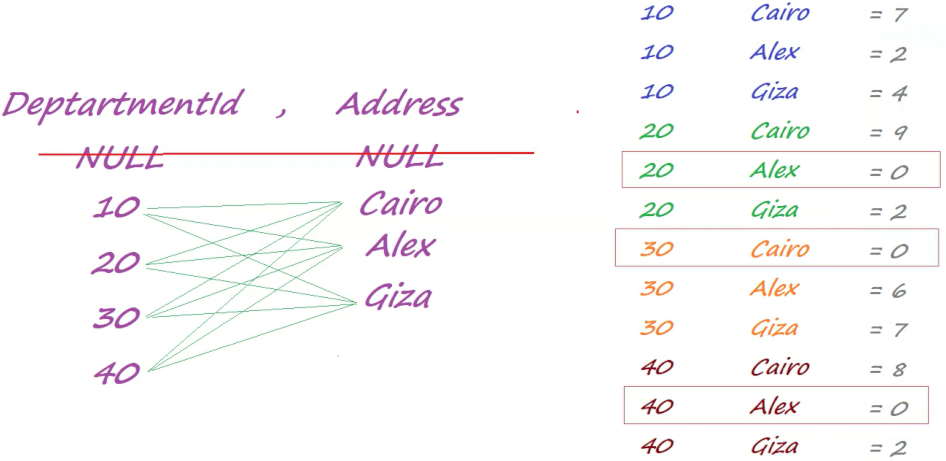 DeptartmentId , Address .
NULL NULL
10 Cairo
20 Alex
30 Giza
40
10 Cairo = 7
10 Alex = 2
10 Giza = 4
20 Cairo = 9
20 Alex = 0
20 Giza = 2
30 Cairo = 0
30 Alex = 6
30 Giza = 7
40 Cairo = 8
40 Alex = 0
40 Giza = 2